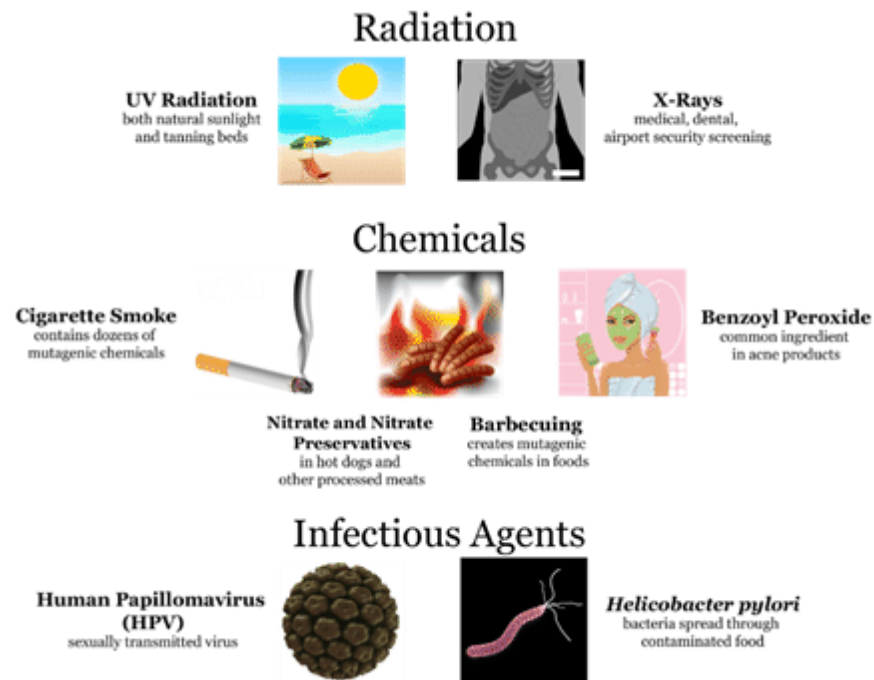 Radiation
UV Radiation
both natural sunlight
and tanning beds
X-Rays
medical, dental,
airport security screening
Chemicals
Cigarette Smoke
contains dozens of
mutagenic chemicals
Benzoyl Peroxide
common ingredient
in acne products
Nitrate and Nitrate
Preservatives
in hot dogs and
other processed meats
Barbecuing
creates mutagenic
chemicals in foods
Infectious Agents
Human Papillomavirus
(HPV)
sexually transmitted virus
Helicobacter pylori
bacteria spread through
contaminated food